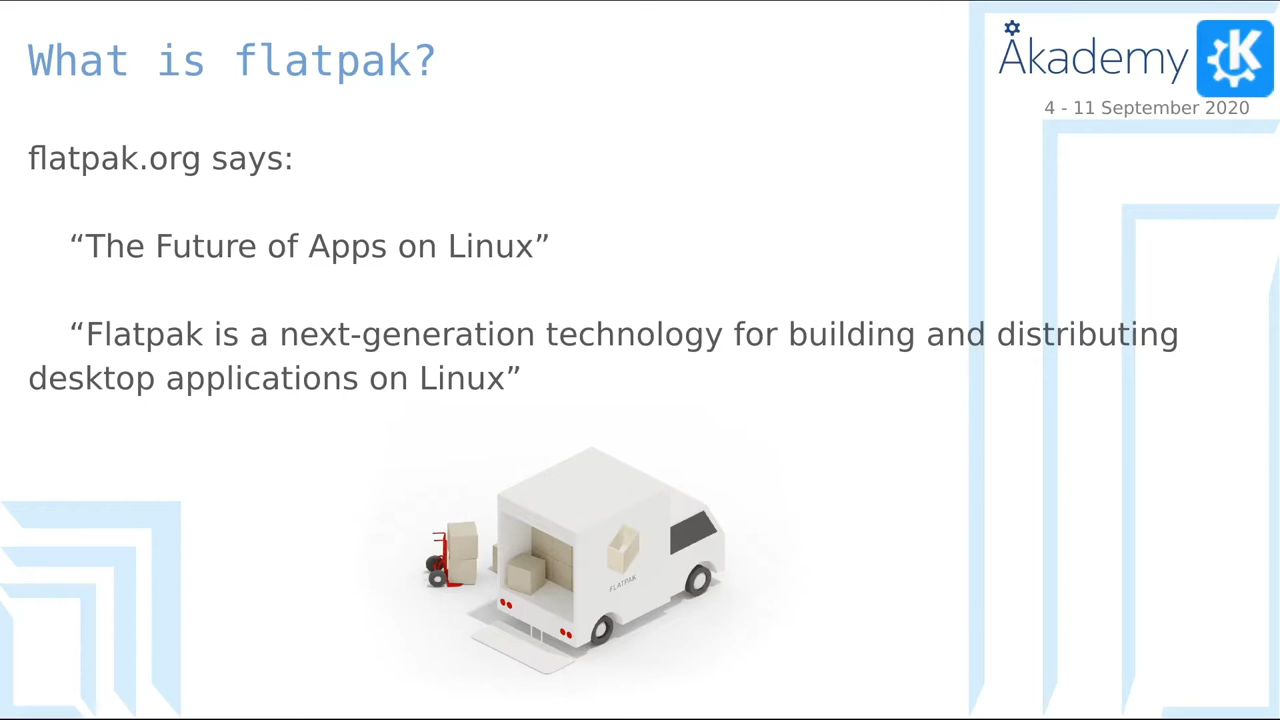 What is flatpak?
Akademy
4 - 11 September 2020
flatpak.org says:
“The Future of Apps on Linux”
“Flatpak is a next-generation technology for building and distributing
desktop applications on Linux”
FLATPAK